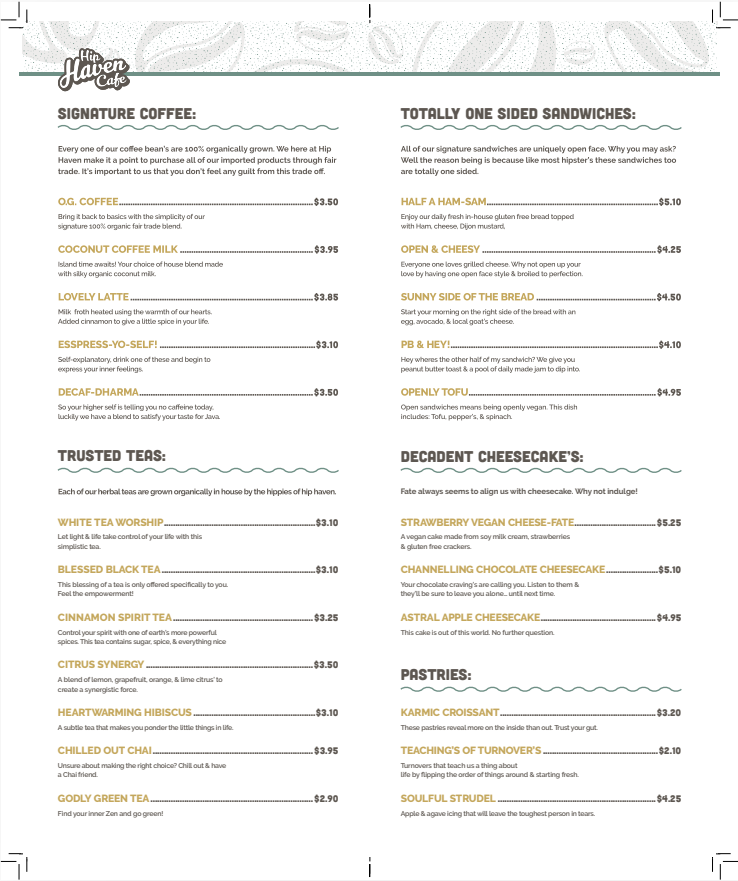 Hip
Haven
Cafe
SIGNATURE COFFEE:
Every one of our coffee bean's are 100% organically grown. We here at Hip
Haven make it a point to purchase all of our imported products through fair
trade. It's important to us that you don't feel any guilt from this trade off.
O.G. COFFEE $3.50
Bring it back to basics with the simplicity of our
signature 100% organic fair trade blend.
COCONUT COFFEE MILK $3.95
Island time awaits! Your choice of house blend made
with silky organic coconut milk.
LOVELY LATTE $3.85
Milk froth heated using the warmth of our hearts.
Added cinnamon to give a little spice in your life.
ESSPRESS-YO-SELF! $3.10
Self-explanatory, drink one of these and begin to
express your inner feelings.
DECAF-DHARMA $3.50
So your higher self is telling you no caffeine today,
luckily we have a blend to satisfy your taste for Java.
TRUSTED TEAS:
Each of our herbal teas are grown organically in house by the hippies of hip haven.
WHITE TEA WORSHIP $3.10
Let light & life take control of your life with this
simplistic tea.
BLESSED BLACK TEA $3.10
This blessing of a tea is only offered specifically to you.
Feel the empowerment!
CINNAMON SPIRIT TEA $3.25
Control your spirit with one of earth's more powerful
spices. This tea contains sugar, spice, & everything nice
CITRUS SYNERGY $3.50
A blend of lemon, grapefruit, orange, & lime citrus' to
create a synergistic force.
HEARTWARMING HIBISCUS $3.10
A subtle tea that makes you ponder the little things in life.
CHILLED OUT CHAI $3.95
Unsure about making the right choice? Chill out & have
a Chai friend.
GODLY GREEN TEA $2.90
Find your inner Zen and go green!
TOTALLY ONE SIDED SANDWICHES:
All of our signature sandwiches are uniquely open face. Why you may ask?
Well the reason being is because like most hipster's these sandwiches too
are totally one sided.
HALF A HAM-SAM $5.10
Enjoy our daily fresh in-house gluten free bread topped
with Ham, cheese, Dijon mustard,
OPEN & CHEESY $4.25
Everyone one loves grilled cheese. Why not open up your
love by having one open face style & broiled to perfection.
SUNNY SIDE OF THE BREAD $4.50
Start your morning on the right side of the bread with an
egg, avocado, & local goat's cheese.
PB & HEY! $4.10
Hey wheres the other half of my sandwich? We give you
peanut butter toast & a pool of daily made jam to dip into.
OPENLY TOFU $4.95
Open sandwiches means being openly vegan. This dish
includes: Tofu, pepper's, & spinach.
DECADENT CHEESECAKE'S:
Fate always seems to align us with cheesecake. Why not indulge!
STRAWBERRY VEGAN CHEESE-FATE $5.25
A vegan cake made from soy milk cream, strawberries
& gluten free crackers.
CHANNELLING CHOCOLATE CHEESECAKE $5.10
Your chocolate craving's are calling you. Listen to them &
they'll be sure to leave you alone... until next time.
ASTRAL APPLE CHEESECAKE $4.95
This cake is out of this world. No further question.
PASTRIES:
KARMIC CROISSANT $3.20
These pastries reveal more on the inside than out. Trust your gut.
TEACHING'S OF TURNOVER'S $2.10
Turnovers that teach us a thing about
life by flipping the order of things around & starting fresh.
SOULFUL STRUDEL $4.25
Apple & agave icing that will leave the toughest person in tears.